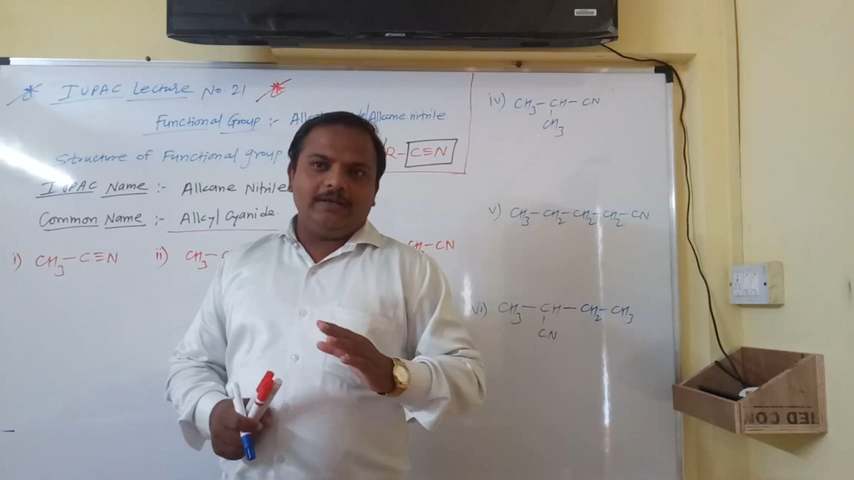 IUPAC Lecture No. 21
Functional Group :- /Alkane nitrile
Structure of Functional group R-C≡N
IUPAC Name :- Alkane Nitrile
Common Name :- Alkyl Cyanide.
i) CH3-C≡N
ii) CH3-
CH-CN
iv) CH3-CH-CN
CH3
v) CH3-CH2-CH2-CH2-CN
vi) CH3-CH-CH2-CH3
CN
IED CON